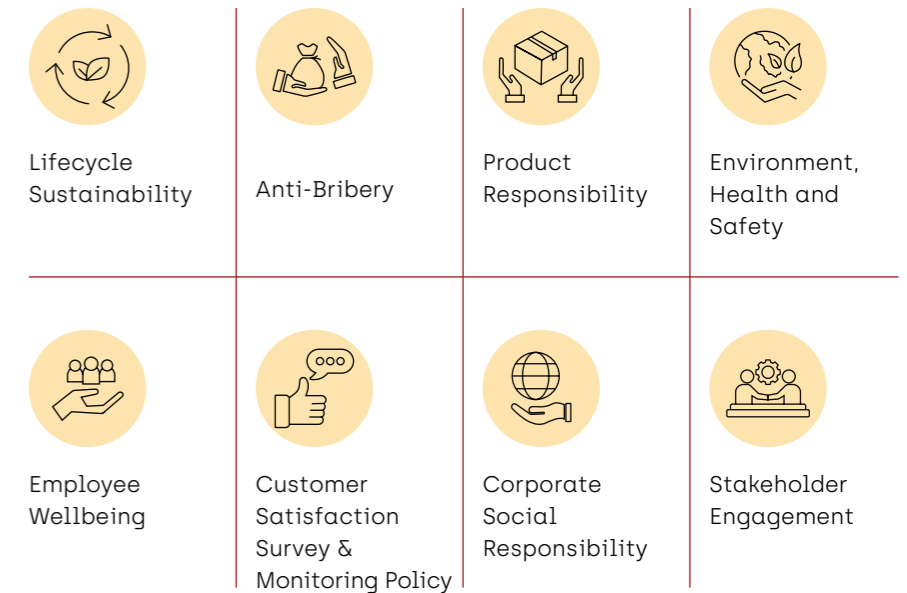 Lifecycle
Sustainability
Anti-Bribery
Product
Responsibility
Environment,
Health and
Safety
Employee
Wellbeing
Customer
Satisfaction
Survey &
Monitoring Policy
Corporate
Social
Responsibility
Stakeholder
Engagement